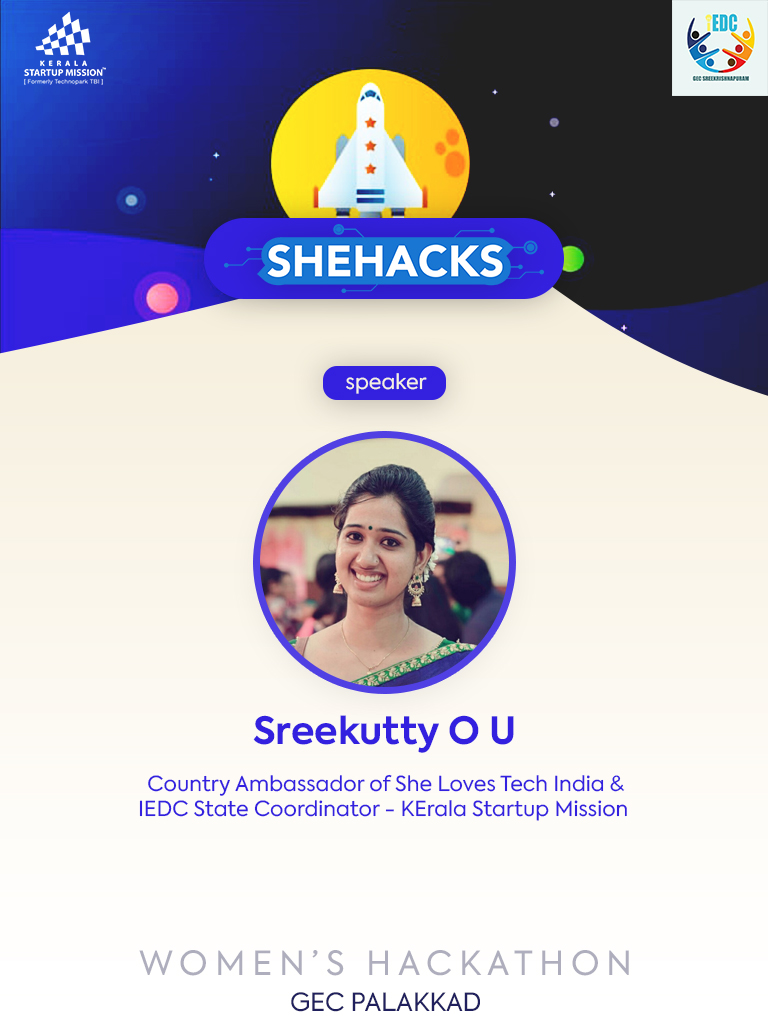 KERALA
STARTUP MISSION™
[ Formerly Technopark TBI ]
iEDC
GEC SREEKRISHNAPURAM
SHEHACKS
speaker
Sreekutty O U
Country Ambassador of She Loves Tech India &
IEDC State Coordinator - KErala Startup Mission
WOMEN'S HACKATHON
GEC PALAKKAD